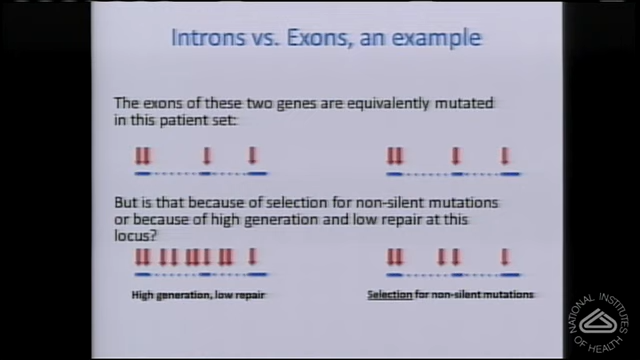 Introns vs. Exons, an example
The exons of these two genes are equivalently mutated
in this patient set:
But is that because of selection for non-silent mutations
or because of high generation and low repair at this
locus?
High generation, low repair
Selection for non-silent mutations
NATIONAL INSTITUTES
OF HEALTH